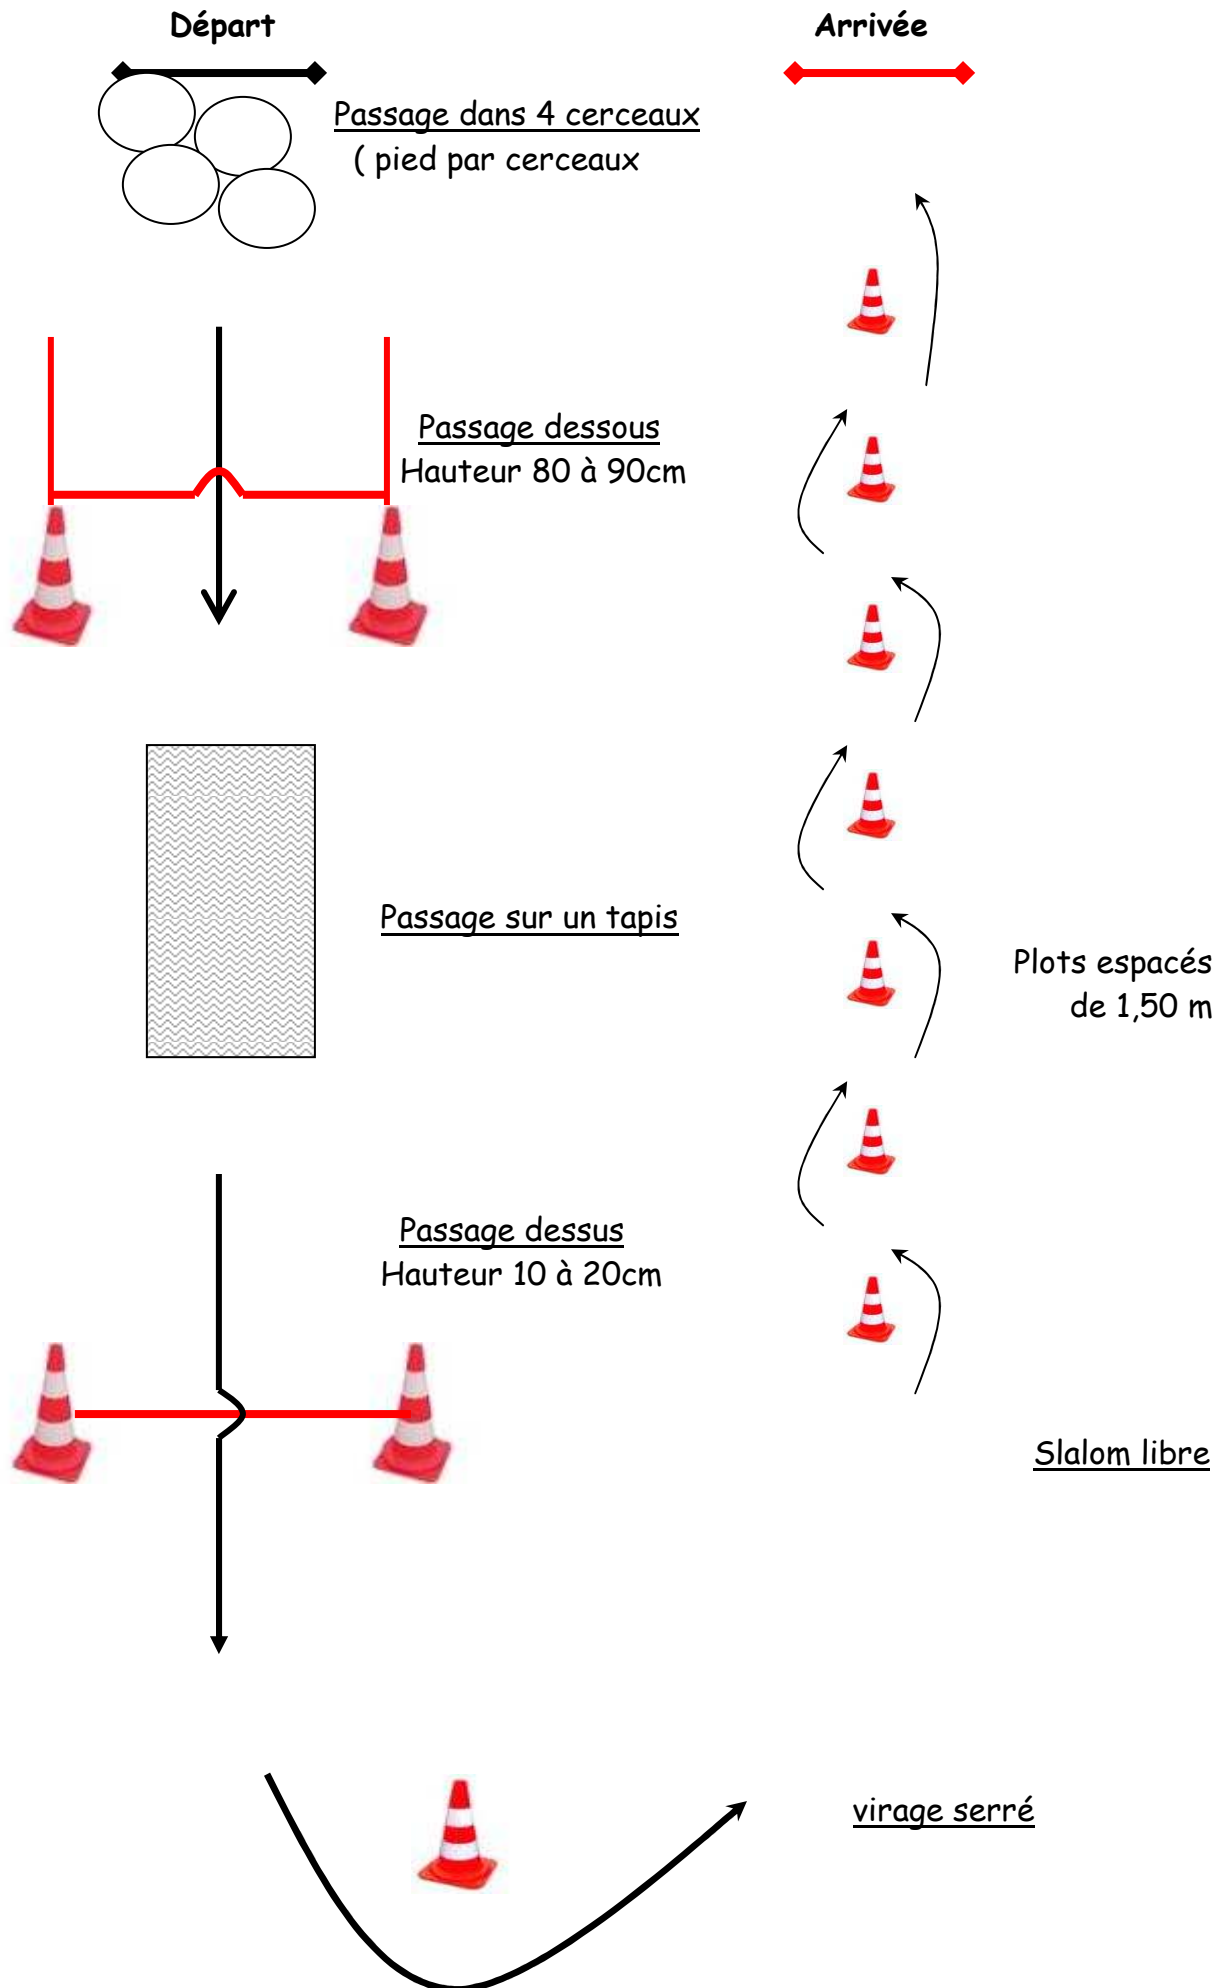 Départ
Arrivée
Passage dans 4 cerceaux
( pied par cerceaux
Passage dessous
Hauteur 80 à 90cm
Passage sur un tapis
Plots espacés
de 1,50 m
Passage dessus
Hauteur 10 à 20cm
Slalom libre
virage serré